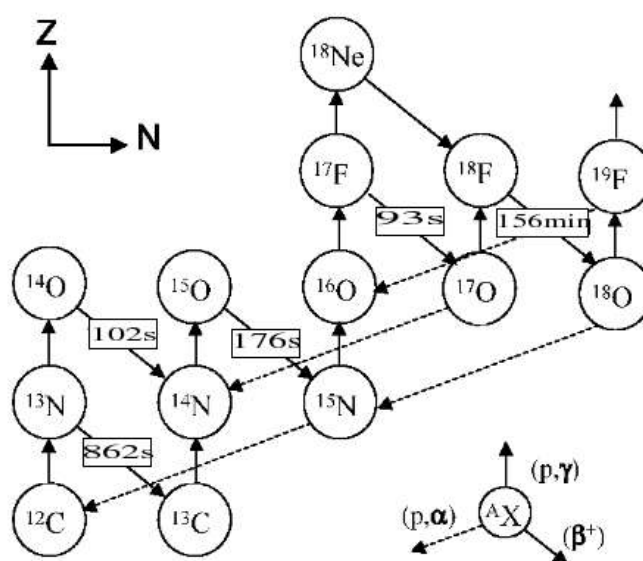 Z
N
¹⁸Ne
¹⁷F
¹⁸F
¹⁹F
93s
156min
¹⁴O
¹⁵O
¹⁶O
¹⁷O
¹⁸O
102s
176s
¹³N
¹⁴N
¹⁵N
862s
¹²C
¹³C
(p,γ)
(p,α)
ᴬX
(β⁺)